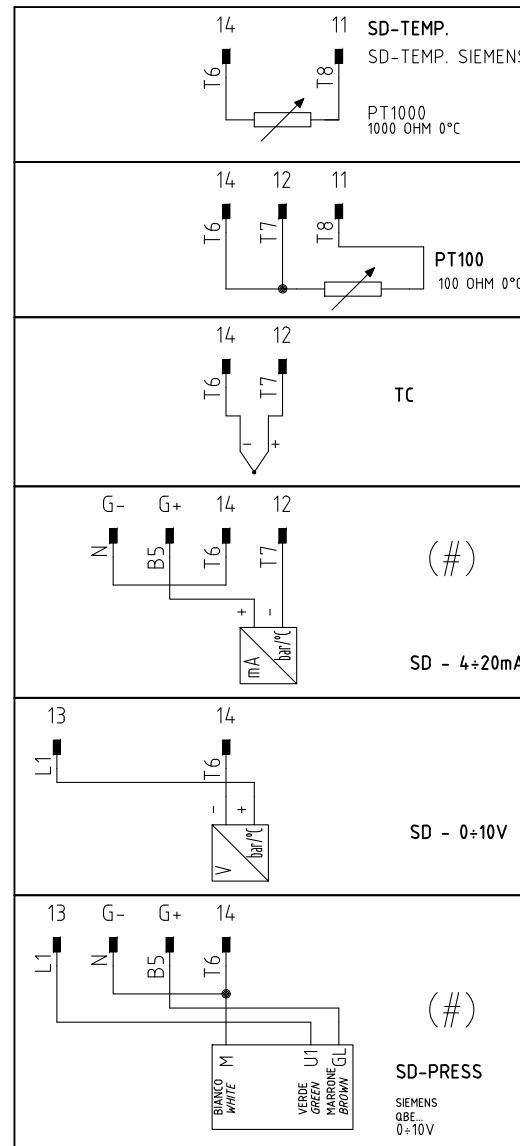 14 11 SD-TEMP.
SD-TEMP. SIEMENS
T6 T8
PT1000
1000 OHM 0°C
14 12 11
T6 T7 T8
PT100
100 OHM 0°C
14 12
T6 T7
TC
- +
G- G+ 14 12
N B5 T6 T7
(#)
+ -
mA bar/°C
SD - 4÷20mA
13 14
L1 T6
- +
V bar/°C
SD - 0÷10V
13 G- G+ 14
L1 N B5 T6
(#)
M U1 GL
BIANCO VERDE MARRONE
WHITE GREEN BROWN
SD-PRESS
SIEMENS
QBE...
0÷10V